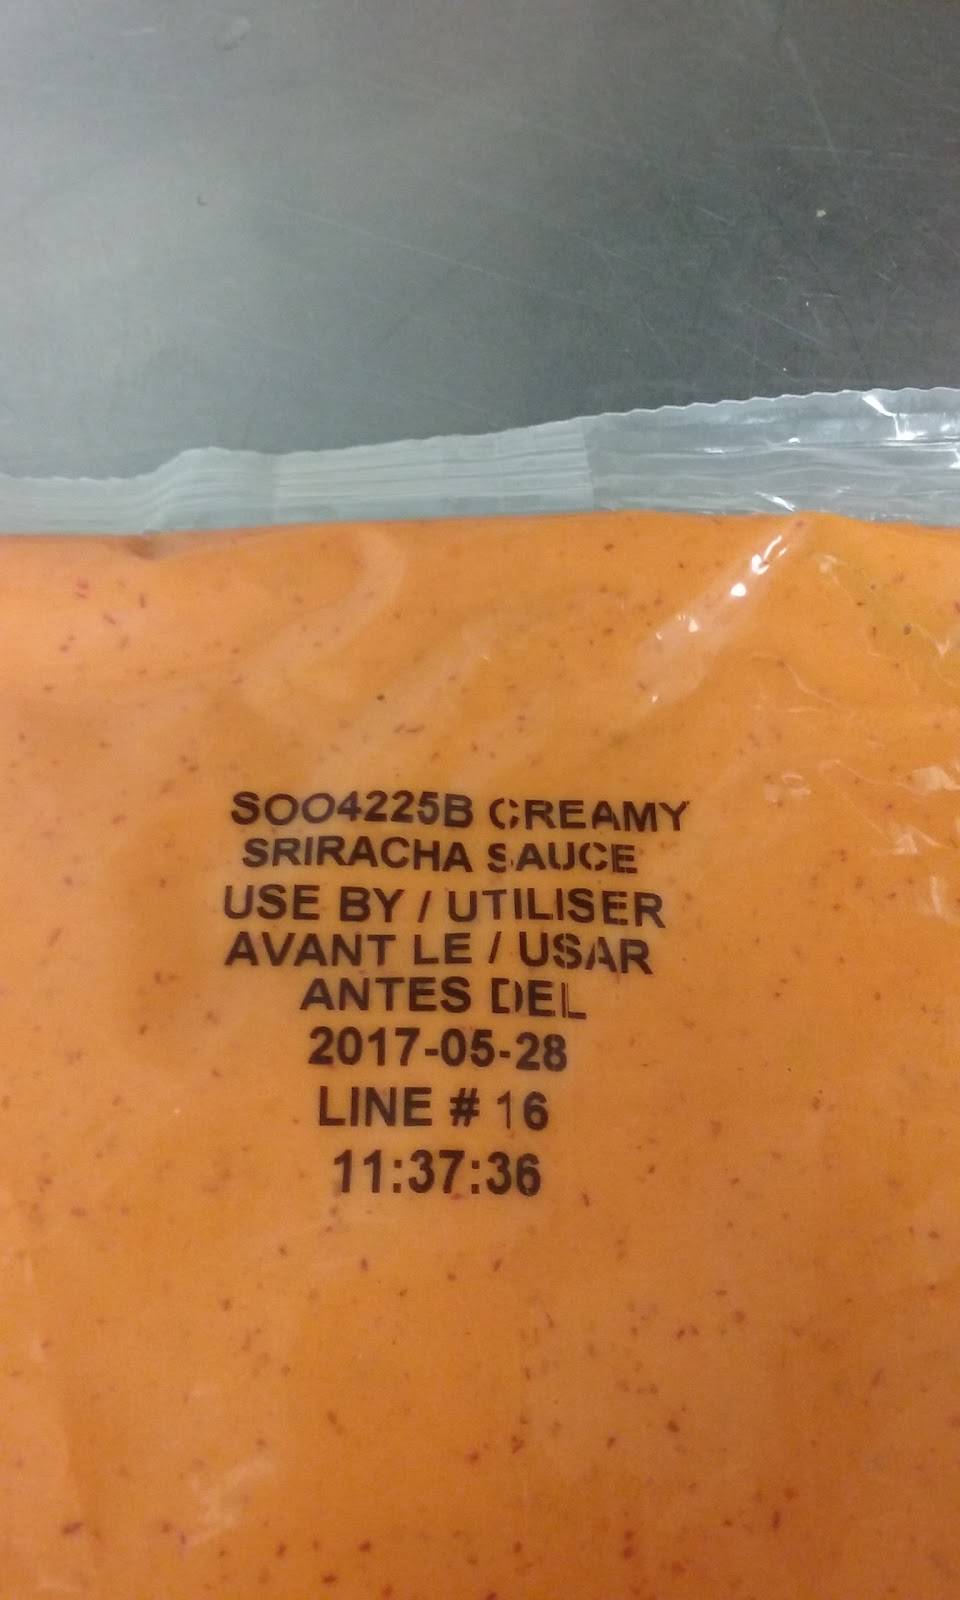 SOO4225B CREAMY
SRIRACHA SAUCE
USE BY / UTILISER
AVANT LE / USAR
ANTES DEL
2017-05-28
LINE # 16
11:37:36